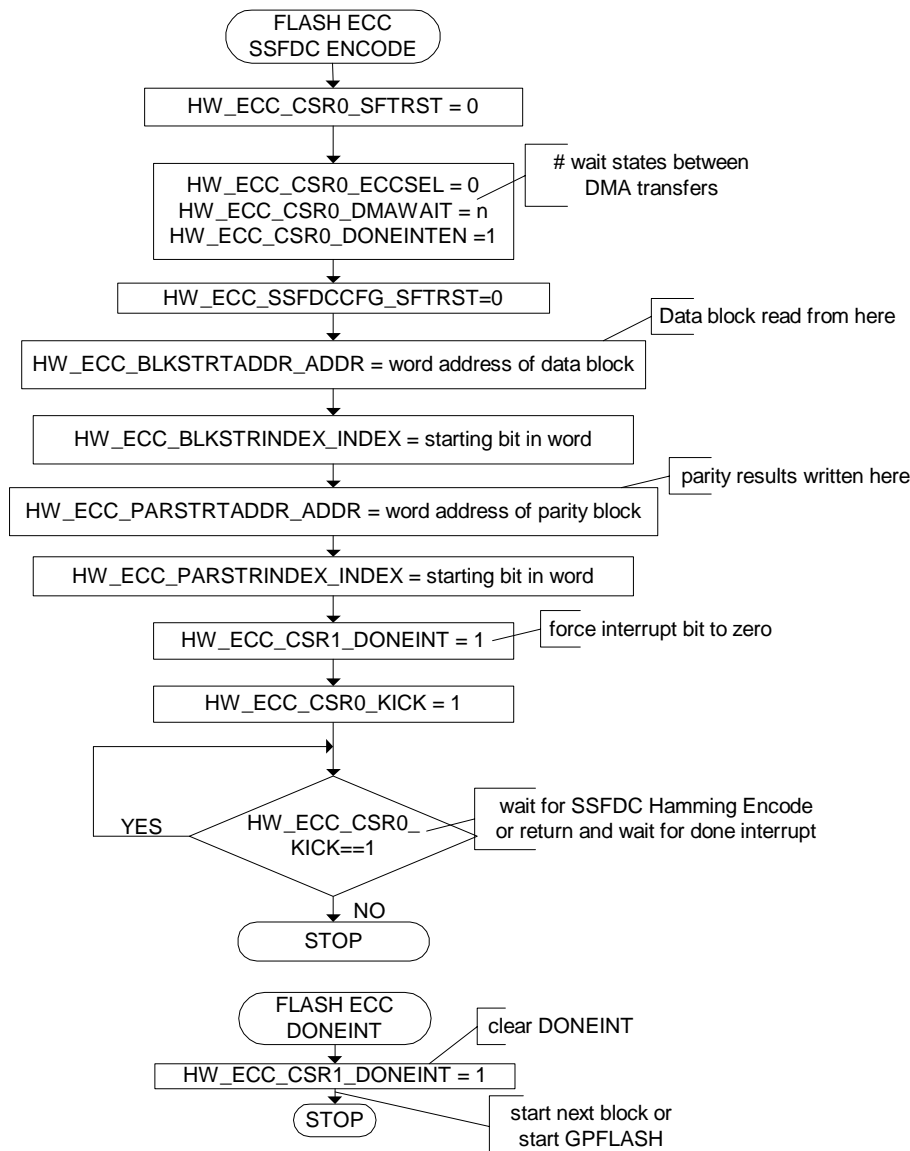 FLASH ECC
SSFDC ENCODE
HW_ECC_CSR0_SFTRST = 0
# wait states between
DMA transfers
HW_ECC_CSR0_ECCSEL = 0
HW_ECC_CSR0_DMAWAIT = n
HW_ECC_CSR0_DONEINTEN =1
HW_ECC_SSFDCCFG_SFTRST=0
Data block read from here
HW_ECC_BLKSTRTADDR_ADDR = word address of data block
HW_ECC_BLKSTRINDEX_INDEX = starting bit in word
parity results written here
HW_ECC_PARSTRTADDR_ADDR = word address of parity block
HW_ECC_PARSTRINDEX_INDEX = starting bit in word
HW_ECC_CSR1_DONEINT = 1
force interrupt bit to zero
HW_ECC_CSR0_KICK = 1
YES
HW_ECC_CSR0_
KICK==1
wait for SSFDC Hamming Encode
or return and wait for done interrupt
NO
STOP
FLASH ECC
DONEINT
clear DONEINT
HW_ECC_CSR1_DONEINT = 1
STOP
start next block or
start GPFLASH